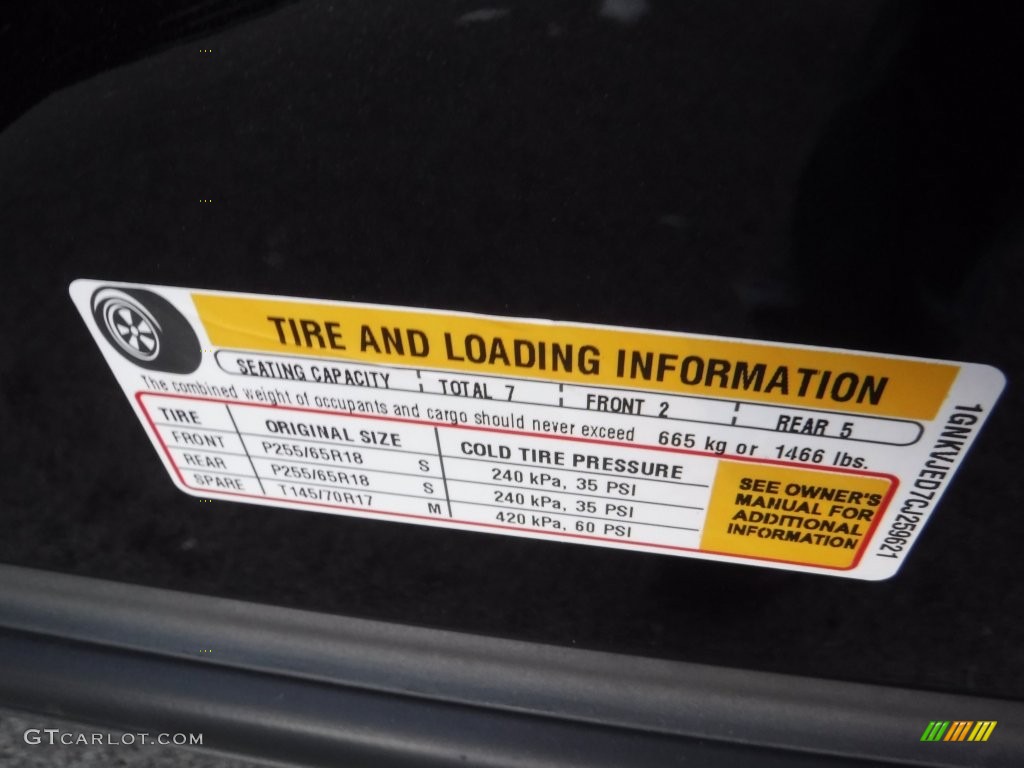 TIRE AND LOADING INFORMATION
SEATING CAPACITY TOTAL 7 FRONT 2 REAR 5
The combined weight of occupants and cargo should never exceed 665 kg or 1466 lbs.
TIRE ORIGINAL SIZE COLD TIRE PRESSURE
FRONT P255/65R18 S 240 kPa, 35 PSI
REAR P255/65R18 S 240 kPa, 35 PSI
SPARE T145/70R17 M 420 kPa, 60 PSI
SEE OWNER'S
MANUAL FOR
ADDITIONAL
INFORMATION
1GNKVJED7CJ259621
GTCARLOT.COM